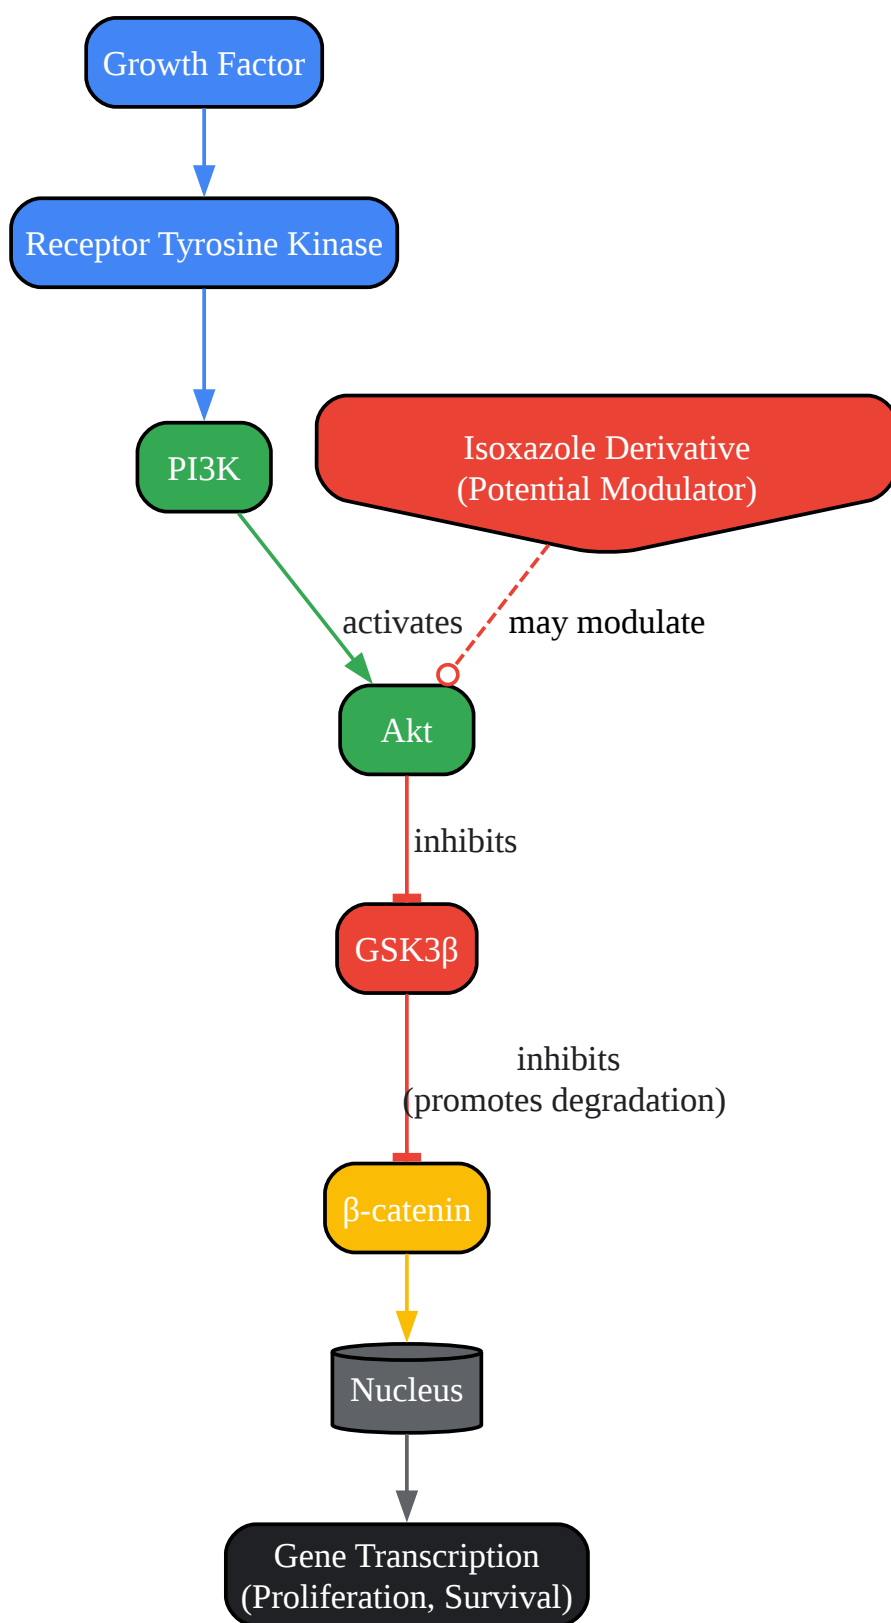 Growth Factor
Receptor Tyrosine Kinase
PI3K
Isoxazole Derivative
(Potential Modulator)
activates
may modulate
Akt
inhibits
GSK3β
inhibits
(promotes degradation)
β-catenin
Nucleus
Gene Transcription
(Proliferation, Survival)